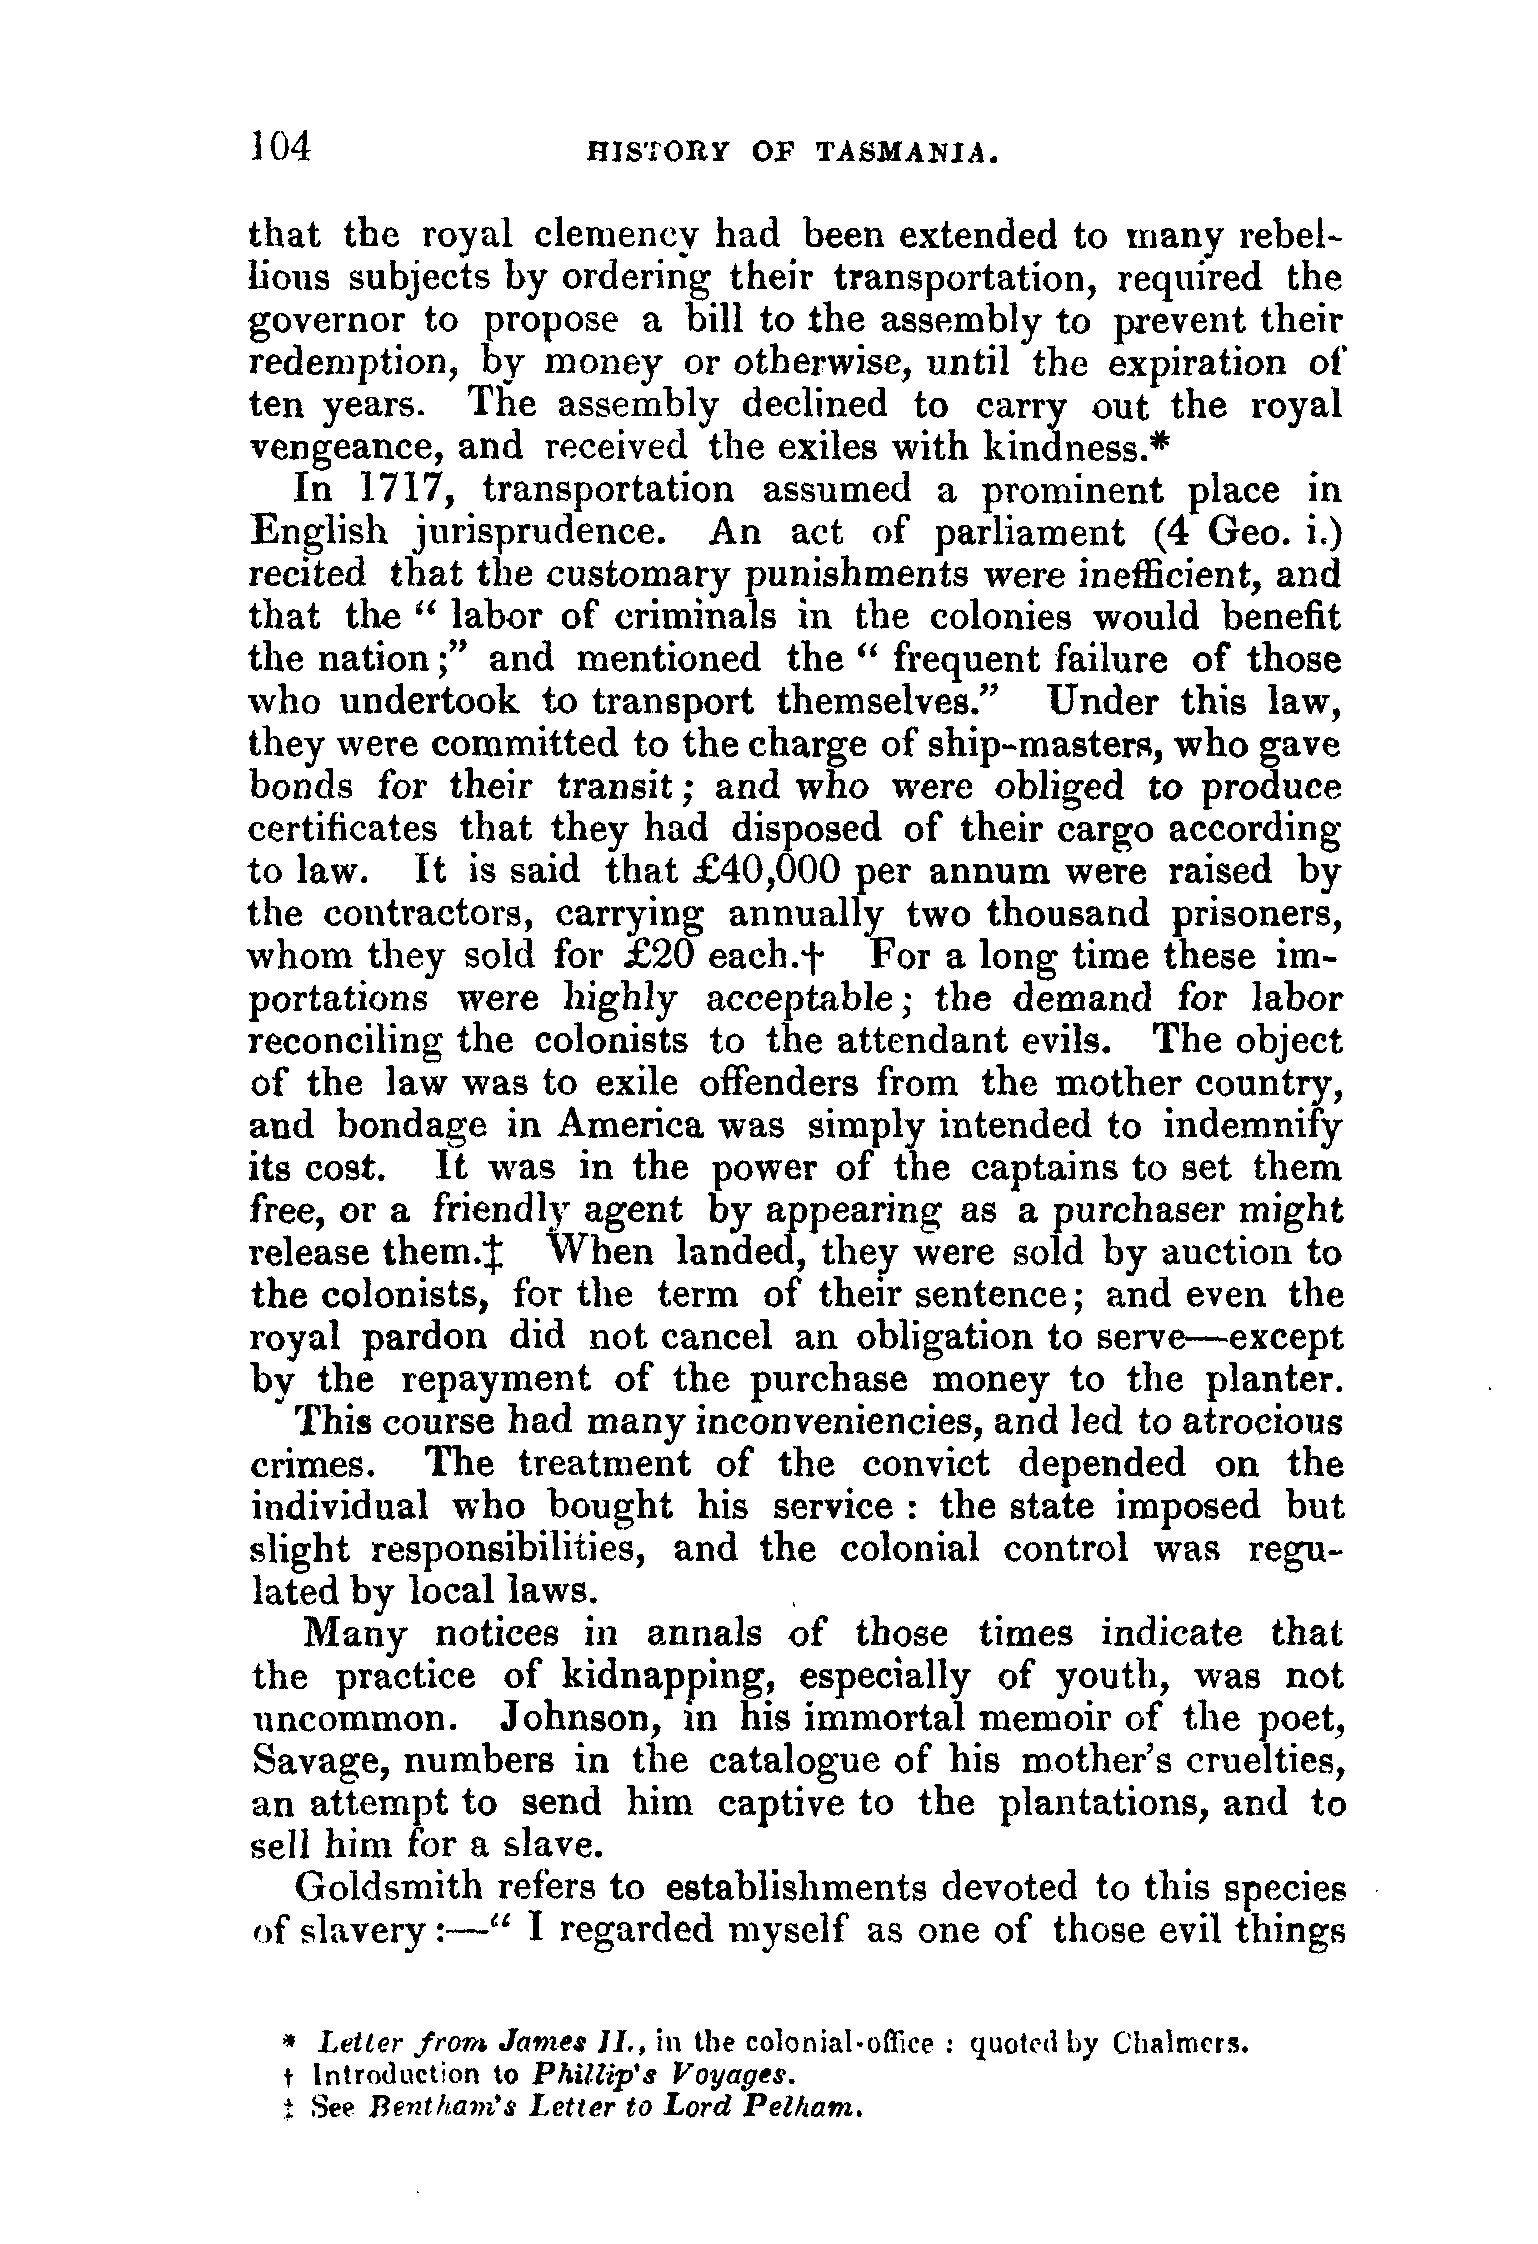 104 HISTORY OF TASMANIA.
that the royal clemency had been extended to many rebel-
lious subjects by ordering their transportation, required the
governor to propose a bill to the assembly to prevent their
redemption, by money or otherwise, until the expiration of
ten years. The assembly declined to carry out the royal
vengeance, and received the exiles with kindness.*
In 1717, transportation assumed a prominent place in
English jurisprudence. An act of parliament (4 Geo. i.)
recited that the customary punishments were inefficient, and
that the “ labor of criminals in the colonies would benefit
the nation ;” and mentioned the “ frequent failure of those
who undertook to transport themselves.” Under this law,
they were committed to the charge of ship-masters, who gave
bonds for their transit ; and who were obliged to produce
certificates that they had disposed of their cargo according
to law. It is said that £40,000 per annum were raised by
the contractors, carrying annually two thousand prisoners,
whom they sold for £20 each.† For a long time these im-
portations were highly acceptable ; the demand for labor
reconciling the colonists to the attendant evils. The object
of the law was to exile offenders from the mother country,
and bondage in America was simply intended to indemnify
its cost. It was in the power of the captains to set them
free, or a friendly agent by appearing as a purchaser might
release them.‡ When landed, they were sold by auction to
the colonists, for the term of their sentence; and even the
royal pardon did not cancel an obligation to serve—except
by the repayment of the purchase money to the planter.
This course had many inconveniencies, and led to atrocious
crimes. The treatment of the convict depended on the
individual who bought his service : the state imposed but
slight responsibilities, and the colonial control was regu-
lated by local laws.
Many notices in annals of those times indicate that
the practice of kidnapping, especially of youth, was not
uncommon. Johnson, in his immortal memoir of the poet,
Savage, numbers in the catalogue of his mother’s cruelties,
an attempt to send him captive to the plantations, and to
sell him for a slave.
Goldsmith refers to establishments devoted to this species
of slavery :—“ I regarded myself as one of those evil things
* Letter from James II., in the colonial-office : quoted by Chalmers.
† Introduction to Phillip's Voyages.
‡ See Bentham's Letter to Lord Pelham.